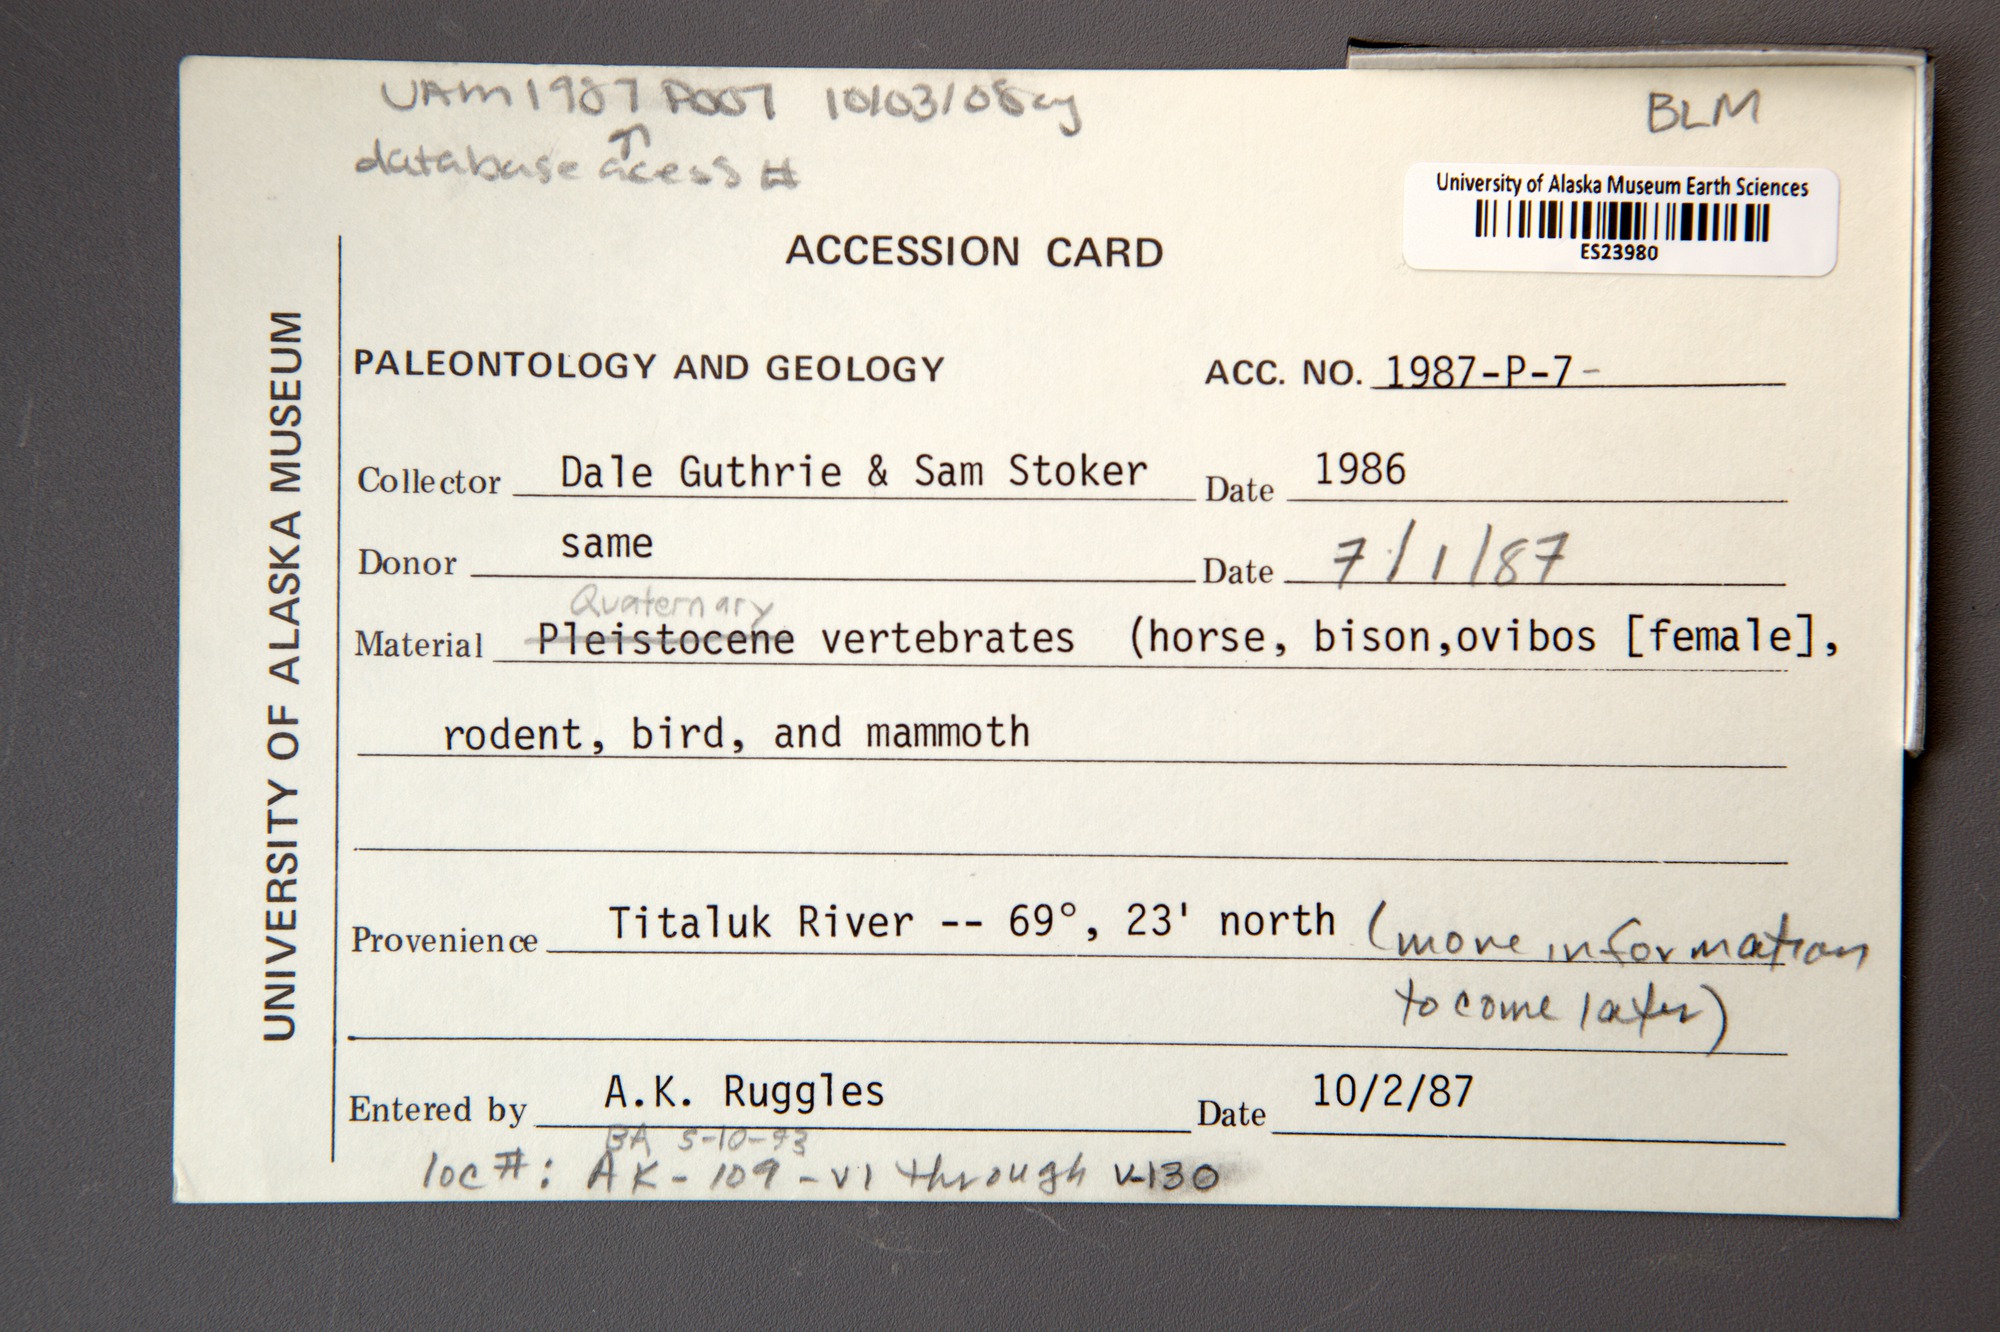 UAM1987P007 10/03/08 cy
database acess #
BLM
University of Alaska Museum Earth Sciences
ES23980
ACCESSION CARD
UNIVERSITY OF ALASKA MUSEUM
PALEONTOLOGY AND GEOLOGY ACC. NO. 1987-P-7-
Collector Dale Guthrie & Sam Stoker Date 1986
Donor same Date 7/1/87
Quaternary
Material Pleistocene vertebrates (horse, bison,ovibos [female],
rodent, bird, and mammoth
Provenience Titaluk River -- 69°, 23' north (more information
to come later)
Entered by A.K. Ruggles Date 10/2/87
BA 5-10-93
loc #: AK-109-V1 through V-130